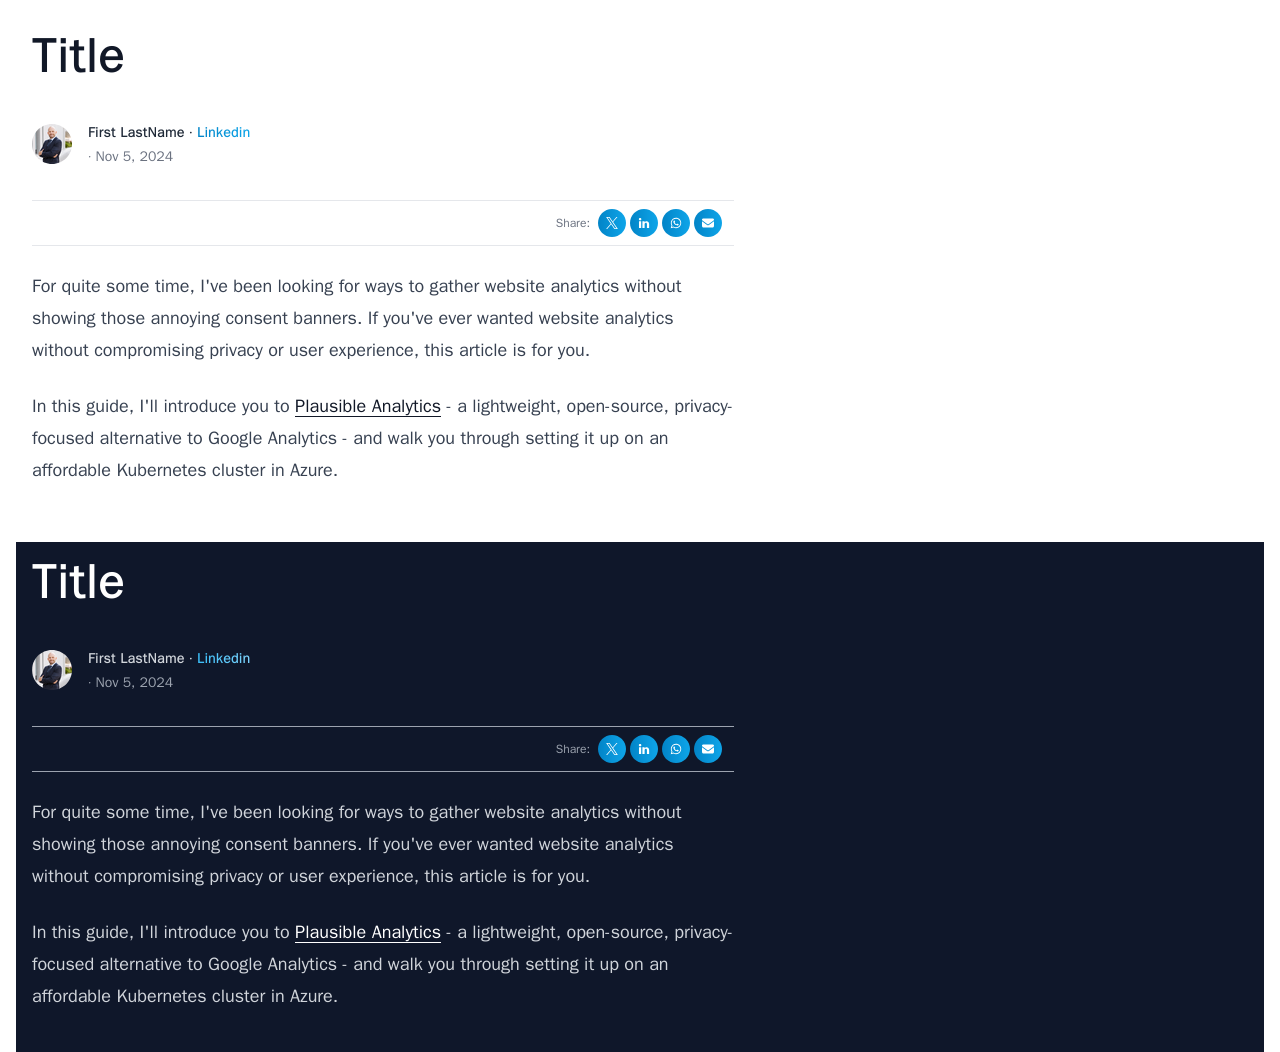 Title
First LastName · Linkedin
· Nov 5, 2024
Share:
For quite some time, I've been looking for ways to gather website analytics without
showing those annoying consent banners. If you've ever wanted website analytics
without compromising privacy or user experience, this article is for you.
In this guide, I'll introduce you to Plausible Analytics - a lightweight, open-source, privacy-
focused alternative to Google Analytics - and walk you through setting it up on an
affordable Kubernetes cluster in Azure.
Title
First LastName · Linkedin
· Nov 5, 2024
Share:
For quite some time, I've been looking for ways to gather website analytics without
showing those annoying consent banners. If you've ever wanted website analytics
without compromising privacy or user experience, this article is for you.
In this guide, I'll introduce you to Plausible Analytics - a lightweight, open-source, privacy-
focused alternative to Google Analytics - and walk you through setting it up on an
affordable Kubernetes cluster in Azure.